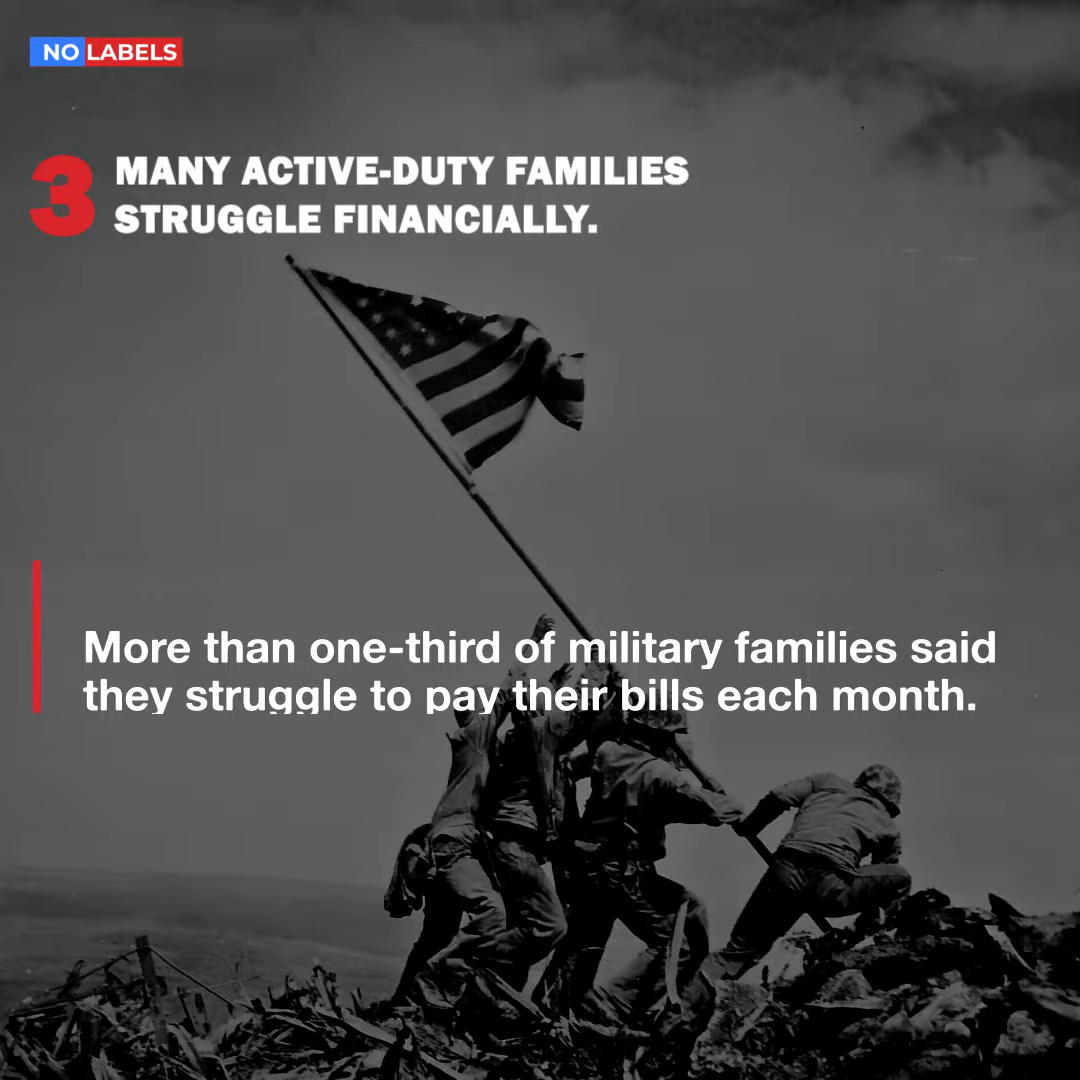 NO LABELS
3 MANY ACTIVE-DUTY FAMILIES
STRUGGLE FINANCIALLY.
More than one-third of military families said
they struggle to pay their bills each month.